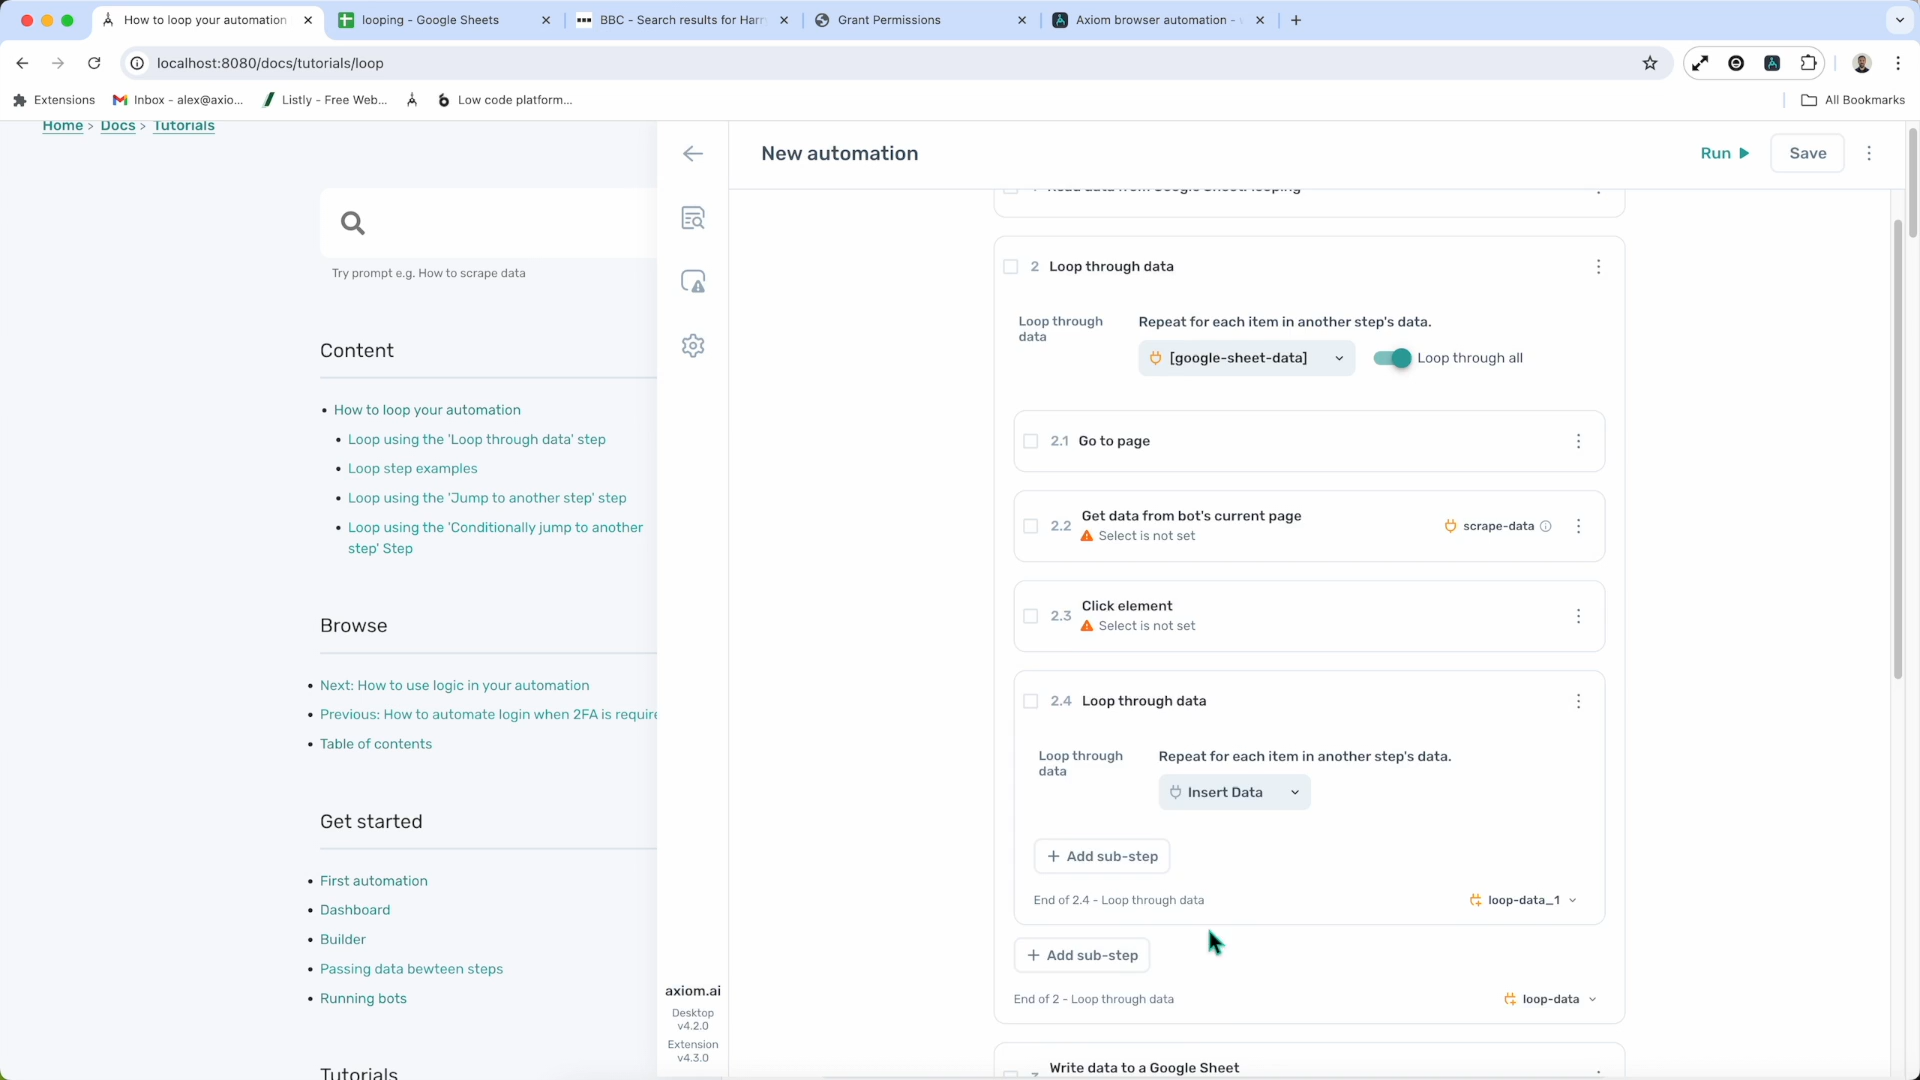 How to loop your automation
looping - Google Sheets
BBC - Search results for Harr
Grant Permissions
Axiom browser automation -
localhost:8080/docs/tutorials/loop
Extensions
Inbox - alex@axio...
Listly - Free Web...
Low code platform...
All Bookmarks
Home > Docs > Tutorials
Try prompt e.g. How to scrape data
Content
How to loop your automation
Loop using the 'Loop through data' step
Loop step examples
Loop using the 'Jump to another step' step
Loop using the 'Conditionally jump to another
step' Step
Browse
Next: How to use logic in your automation
Previous: How to automate login when 2FA is require
Table of contents
Get started
First automation
Dashboard
Builder
Passing data bewteen steps
Running bots
Tutorials
axiom.ai
Desktop
v4.2.0
Extension
v4.3.0
New automation
Run
Save
Read data from Google Sheet: looping
2 Loop through data
Loop through
data
Repeat for each item in another step's data.
[google-sheet-data]
Loop through all
2.1 Go to page
2.2 Get data from bot's current page
Select is not set
scrape-data
2.3 Click element
Select is not set
2.4 Loop through data
Loop through
data
Repeat for each item in another step's data.
Insert Data
+ Add sub-step
End of 2.4 - Loop through data
loop-data_1
+ Add sub-step
End of 2 - Loop through data
loop-data
3 Write data to a Google Sheet